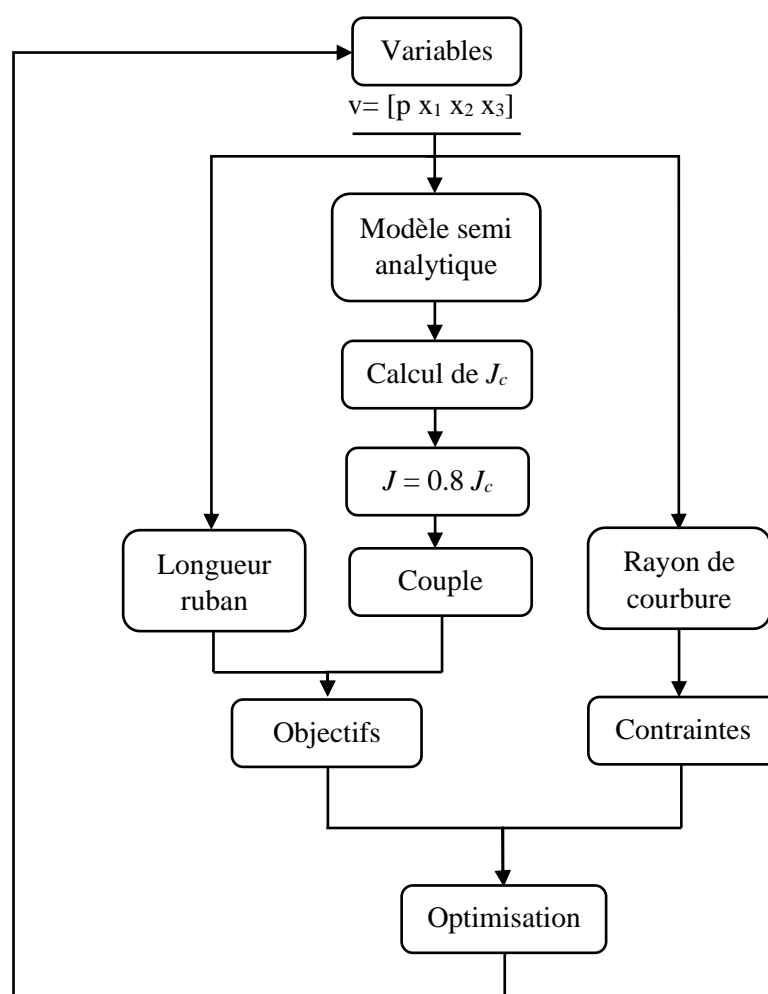 Variables
v= [p x₁ x₂ x₃]
Modèle semi
analytique
Calcul de Jc
J = 0.8 Jc
Longueur
ruban
Couple
Rayon de
courbure
Objectifs
Contraintes
Optimisation